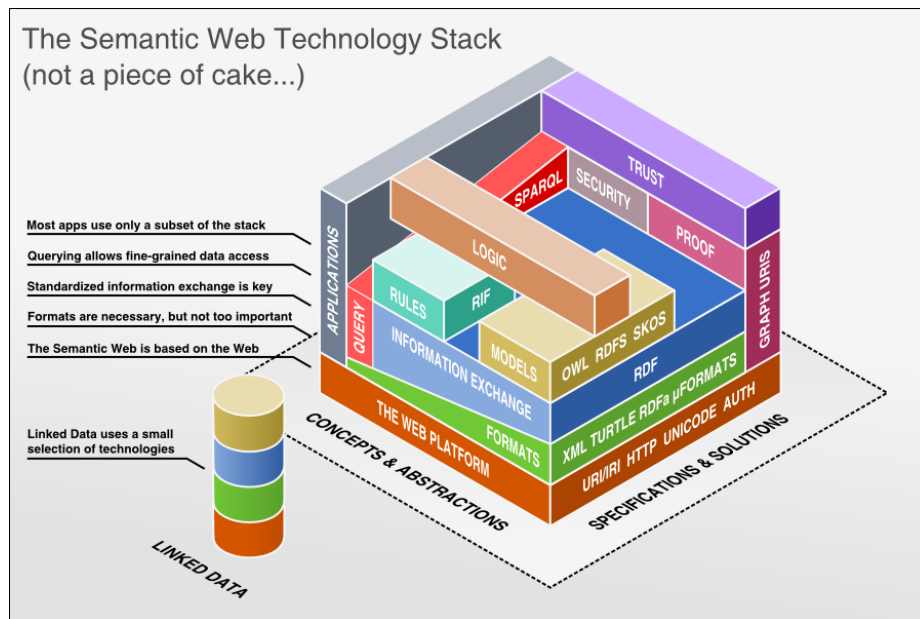 The Semantic Web Technology Stack
(not a piece of cake...)
Most apps use only a subset of the stack
Querying allows fine-grained data access
Standardized information exchange is key
Formats are necessary, but not too important
The Semantic Web is based on the Web
Linked Data uses a small
selection of technologies
LINKED DATA
APPLICATIONS
QUERY
RULES
RIF
LOGIC
SPARQL
SECURITY
TRUST
PROOF
GRAPH URIS
MODELS
OWL RDFS SKOS
INFORMATION EXCHANGE
RDF
FORMATS
XML TURTLE RDFa µFORMATS
THE WEB PLATFORM
URI/IRI HTTP UNICODE AUTH
CONCEPTS & ABSTRACTIONS
SPECIFICATIONS & SOLUTIONS